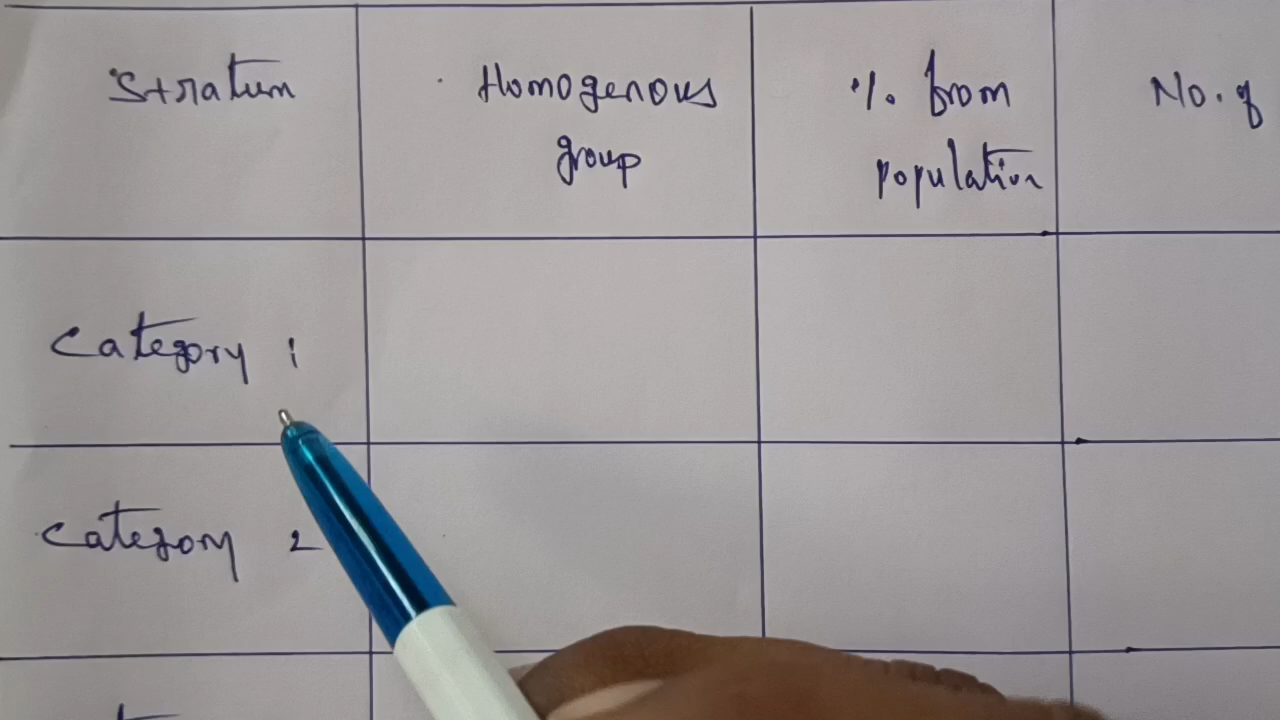 Stratum
Homogenous
group
% from
population
No. of
Category 1
Category 2